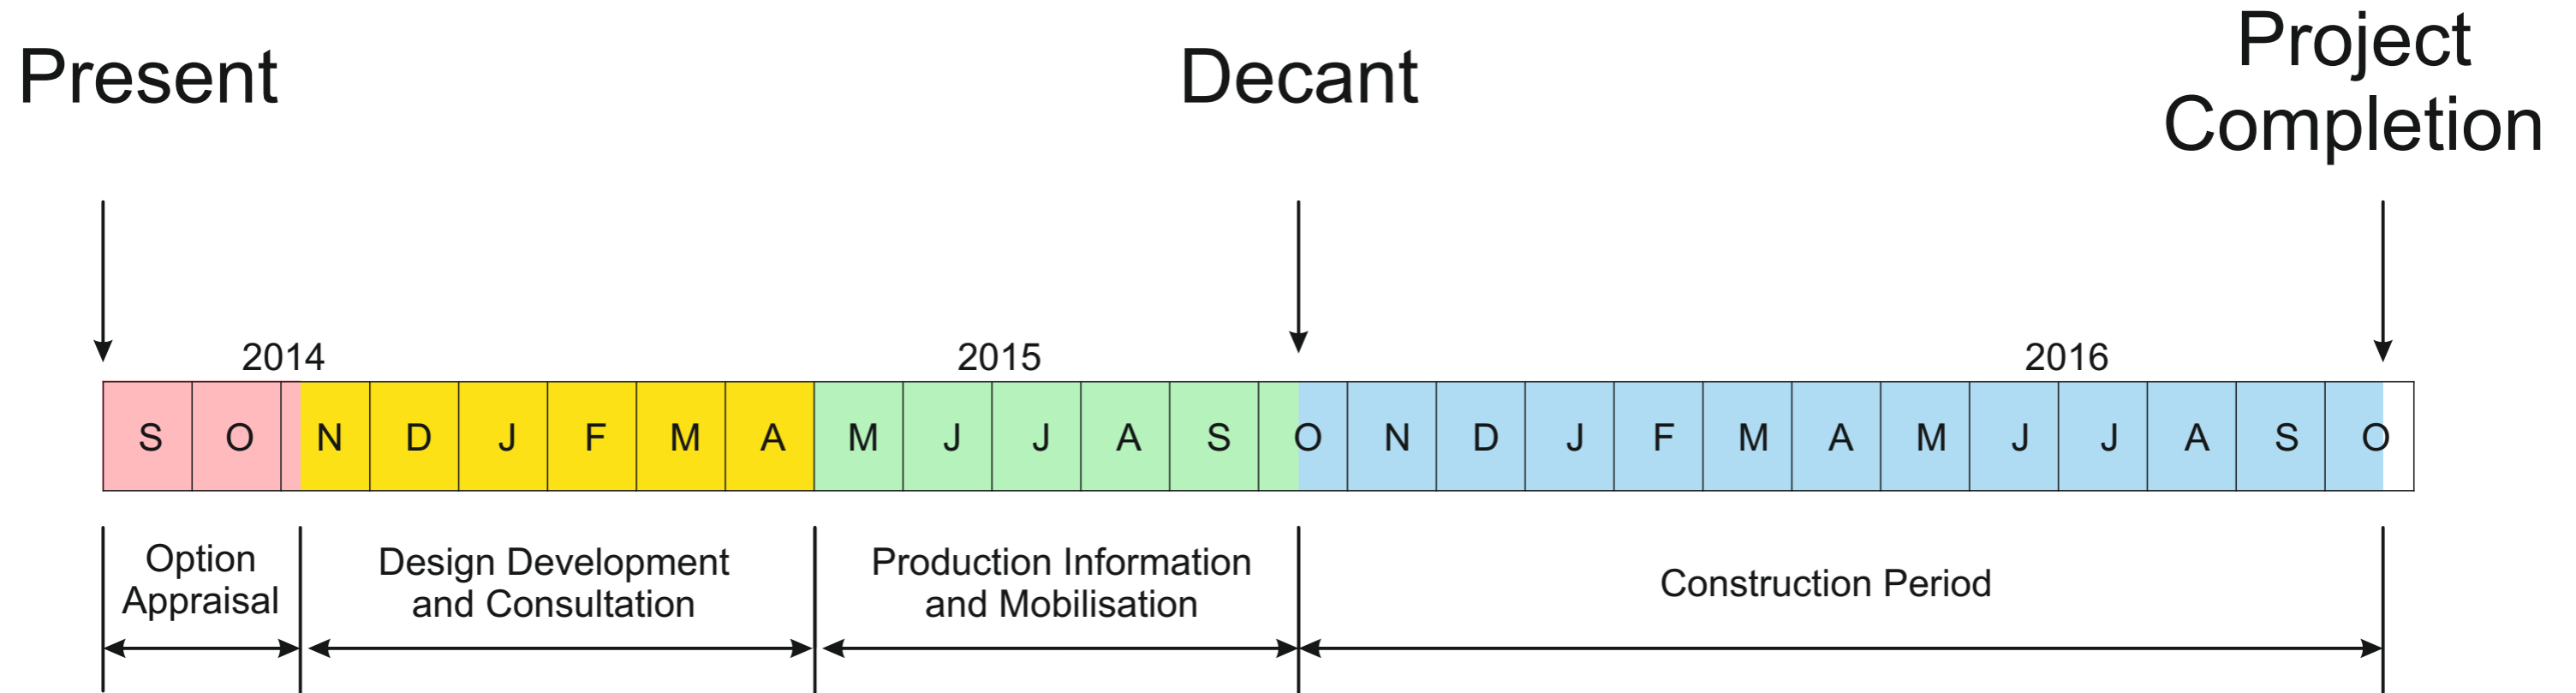 Present
Decant
Project
Completion
2014
2015
2016
S O N D J F M A M J J A S O N D J F M A M J J A S O
Option
Appraisal
Design Development
and Consultation
Production Information
and Mobilisation
Construction Period